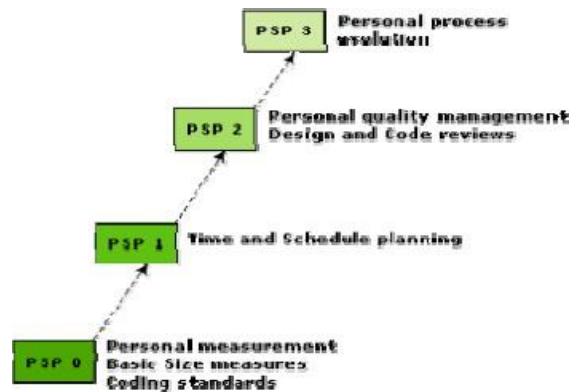 PSP 3
Personal process
evolution
PSP 2
Personal quality management
Design and Code reviews
PSP 1
Time and Schedule planning
PSP 0
Personal measurement
Basic Size measures
Coding standards